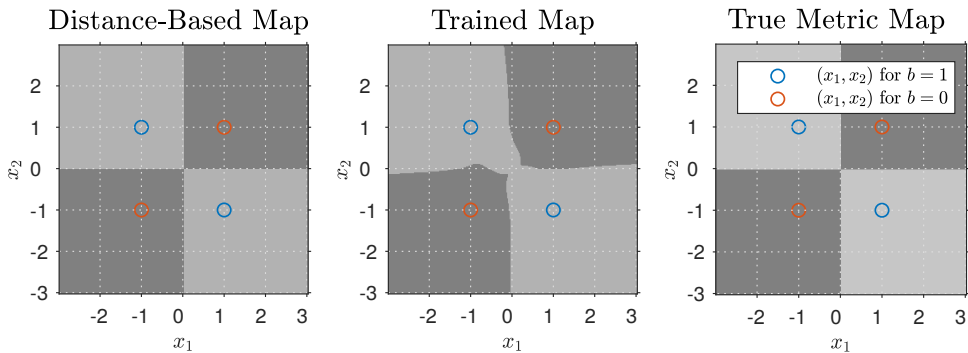 Distance-Based Map
Trained Map
True Metric Map
2
1
0
-1
-2
-3
x₂
-2 -1 0 1 2 3
x₁
2
1
0
-1
-2
-3
x₂
-2 -1 0 1 2 3
x₁
(x₁, x₂) for b = 1
(x₁, x₂) for b = 0
2
1
0
-1
-2
-3
x₂
-2 -1 0 1 2 3
x₁